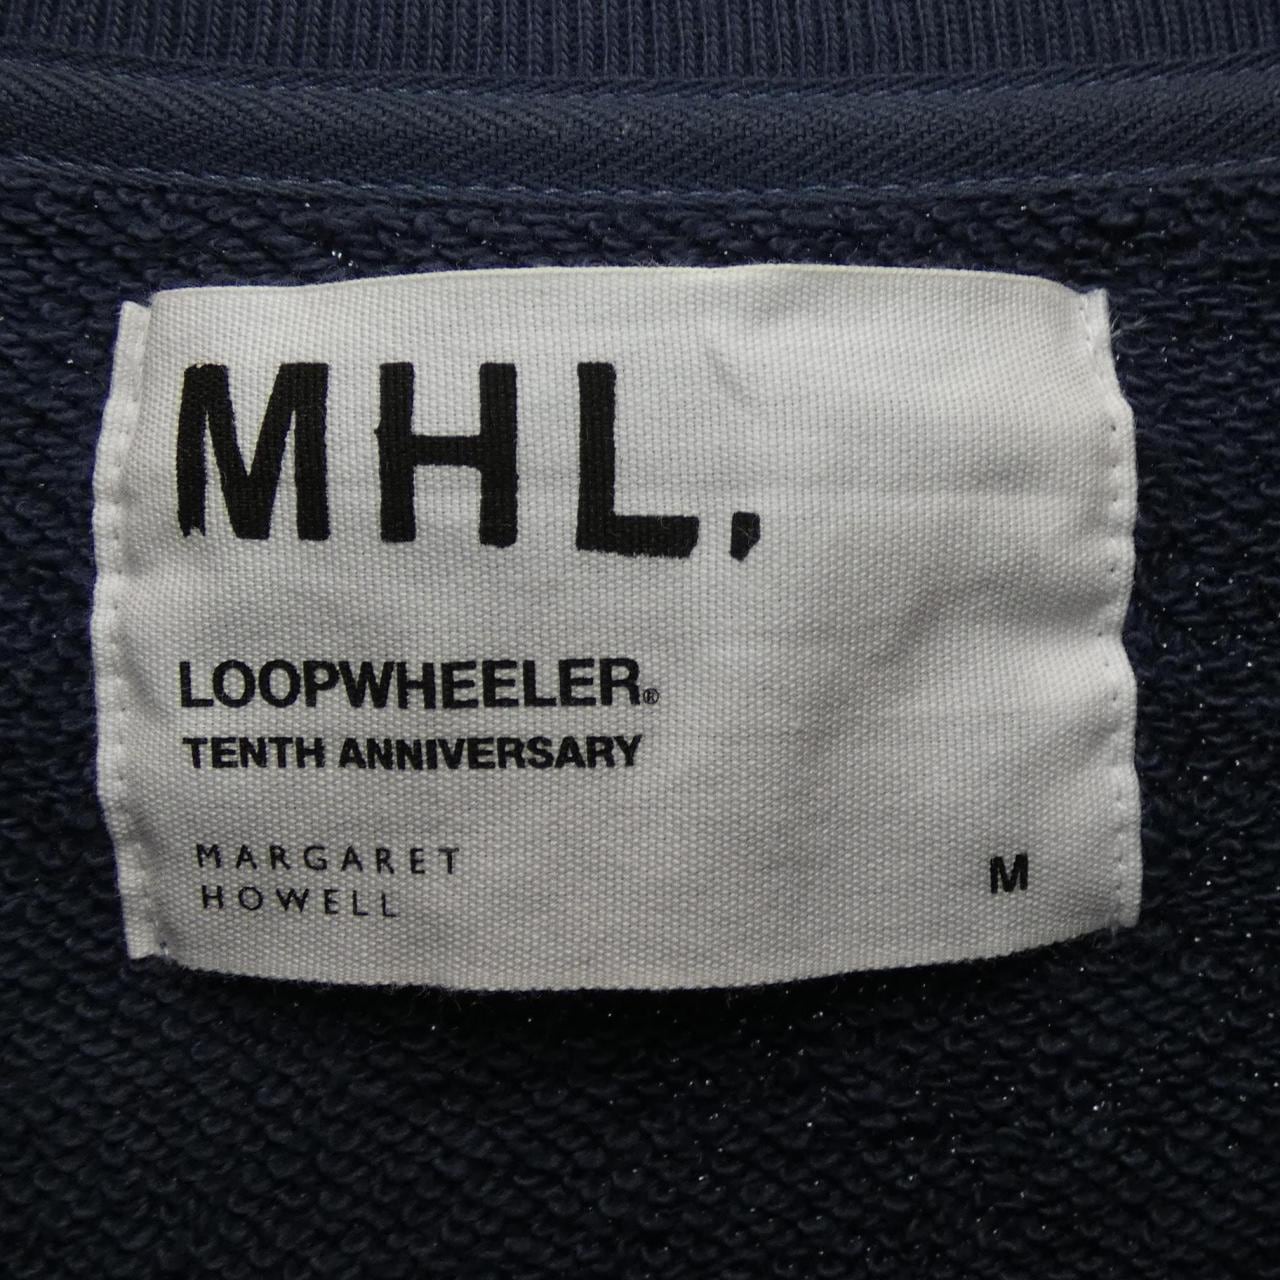 MHL.
LOOPWHEELER®
TENTH ANNIVERSARY
MARGARET
HOWELL
M